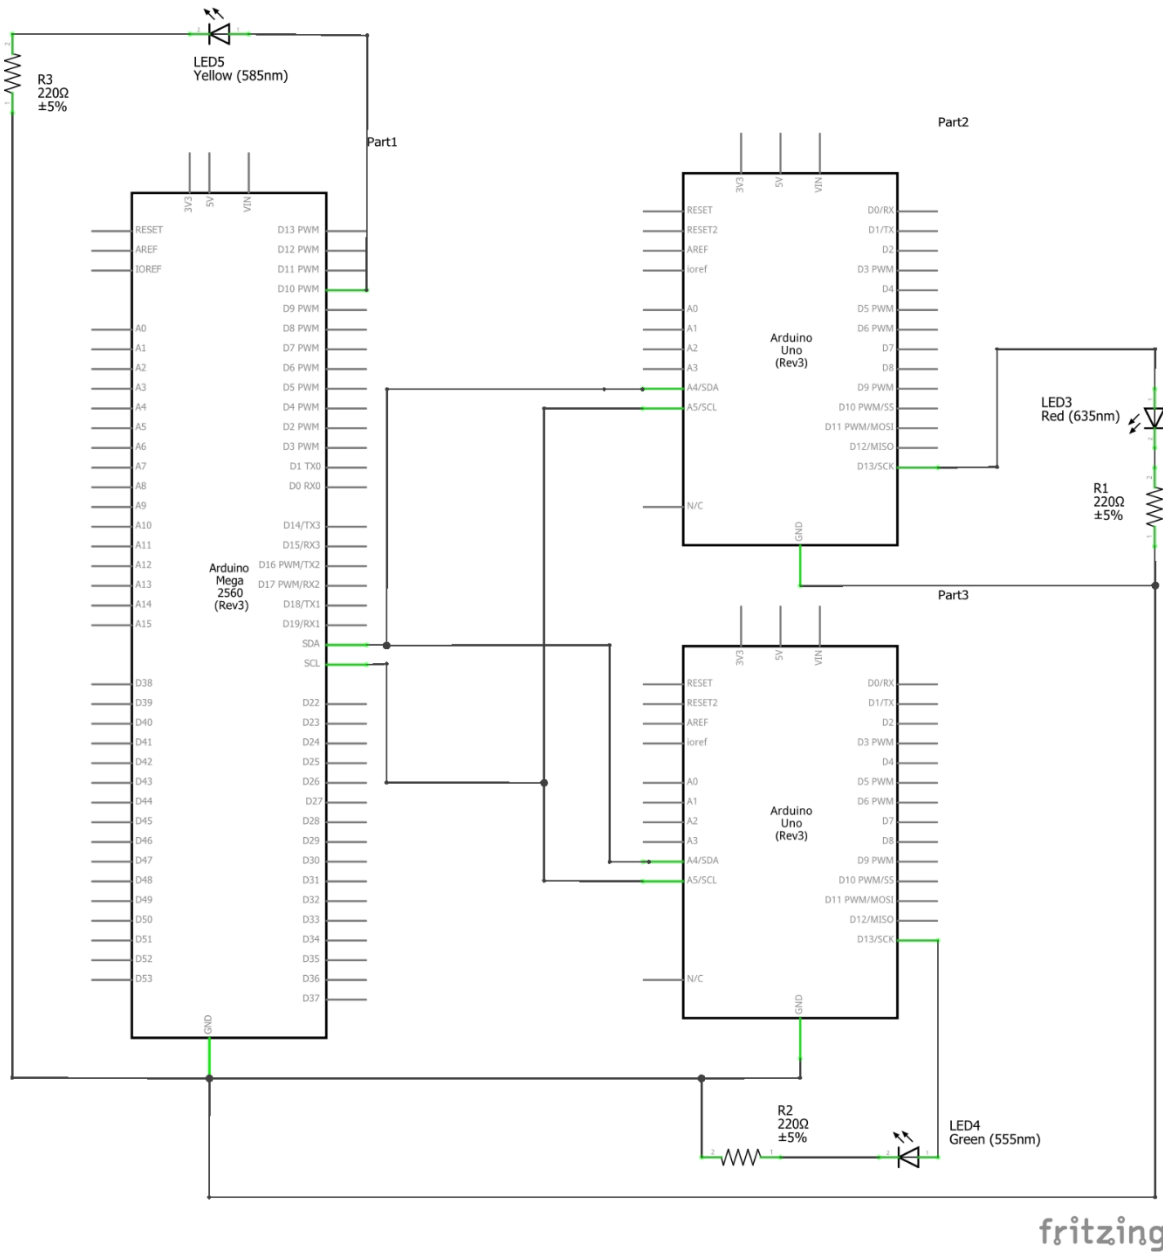 LED5
Yellow (585nm)
R3
220Ω
±5%
Part1
3V3
5V
VIN
RESET
AREF
IOREF
A0
A1
A2
A3
A4
A5
A6
A7
A8
A9
A10
A11
A12
A13
A14
A15
D38
D39
D40
D41
D42
D43
D44
D45
D46
D47
D48
D49
D50
D51
D52
D53
Arduino
Mega
2560
(Rev3)
D13 PWM
D12 PWM
D11 PWM
D10 PWM
D9 PWM
D8 PWM
D7 PWM
D6 PWM
D5 PWM
D4 PWM
D2 PWM
D3 PWM
D1 TX0
D0 RX0
D14/TX3
D15/RX3
D16 PWM/TX2
D17 PWM/RX2
D18/TX1
D19/RX1
SDA
SCL
D22
D23
D24
D25
D26
D27
D28
D29
D30
D31
D32
D33
D34
D35
D36
D37
GND
Part2
3V3
5V
VIN
RESET
RESET2
AREF
ioref
A0
A1
A2
A3
A4/SDA
A5/SCL
N/C
Arduino
Uno
(Rev3)
D0/RX
D1/TX
D2
D3 PWM
D4
D5 PWM
D6 PWM
D7
D8
D9 PWM
D10 PWM/SS
D11 PWM/MOSI
D12/MISO
D13/SCK
GND
LED3
Red (635nm)
R1
220Ω
±5%
Part3
3V3
5V
VIN
RESET
RESET2
AREF
ioref
A0
A1
A2
A3
A4/SDA
A5/SCL
N/C
Arduino
Uno
(Rev3)
D0/RX
D1/TX
D2
D3 PWM
D4
D5 PWM
D6 PWM
D7
D8
D9 PWM
D10 PWM/SS
D11 PWM/MOSI
D12/MISO
D13/SCK
GND
R2
220Ω
±5%
LED4
Green (555nm)
fritzing